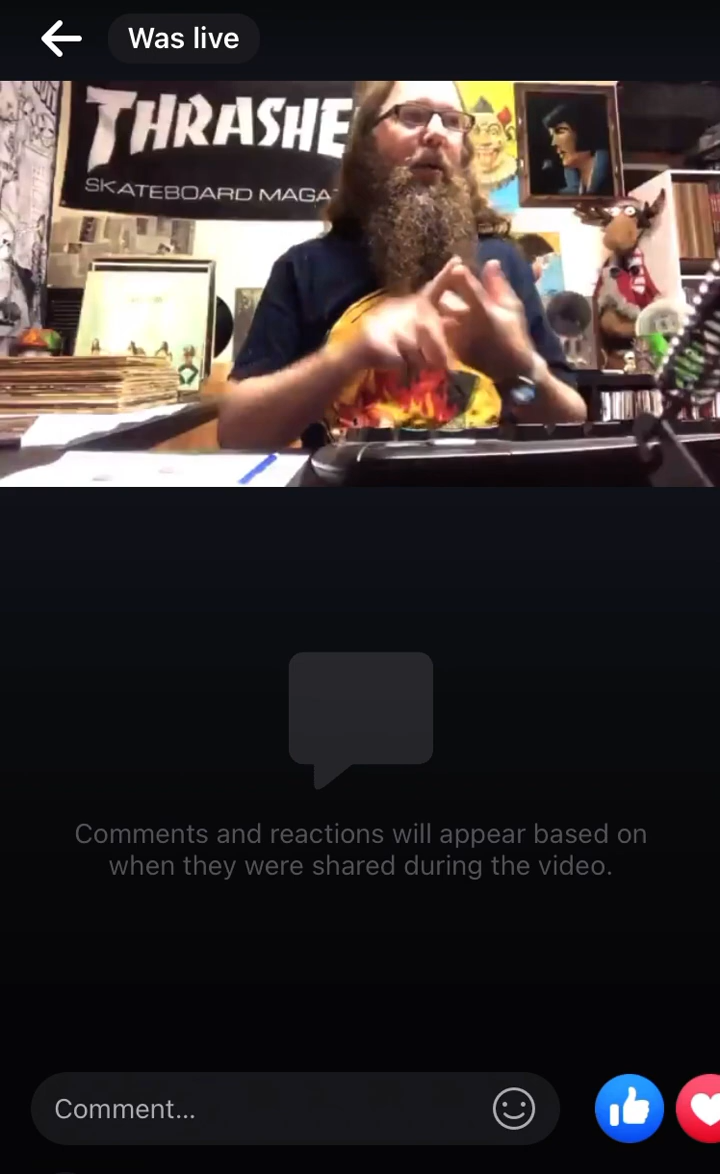 Was live
THRASHE
SKATEBOARD MAGA
Comments and reactions will appear based on
when they were shared during the video.
Comment...